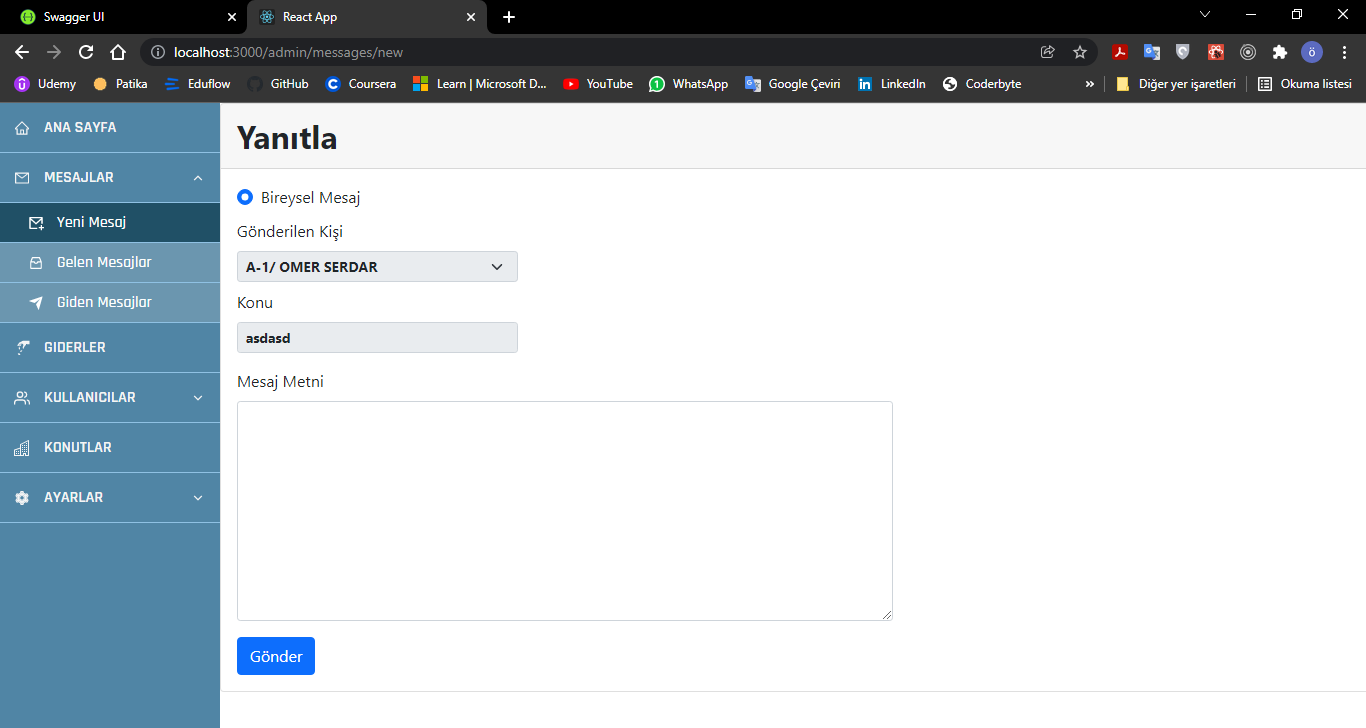 Swagger UI
React App
localhost:3000/admin/messages/new
ö
Udemy Patika Eduflow GitHub Coursera Learn | Microsoft D... YouTube WhatsApp Google Çeviri LinkedIn Coderbyte » Diğer yer işaretleri Okuma listesi
ANA SAYFA
MESAJLAR
Yeni Mesaj
Gelen Mesajlar
Giden Mesajlar
GIDERLER
KULLANICILAR
KONUTLAR
AYARLAR
Yanıtla
Bireysel Mesaj
Gönderilen Kişi
A-1/ OMER SERDAR
Konu
asdasd
Mesaj Metni
Gönder